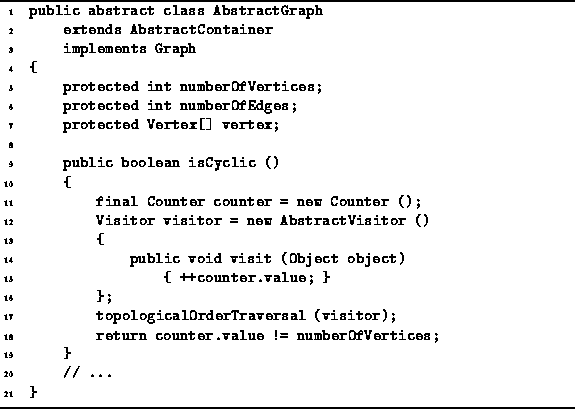 1 public abstract class AbstractGraph
2 extends AbstractContainer
3 implements Graph
4 {
5 protected int numberOfVertices;
6 protected int numberOfEdges;
7 protected Vertex[] vertex;
8
9 public boolean isCyclic ()
10 {
11 final Counter counter = new Counter ();
12 Visitor visitor = new AbstractVisitor ()
13 {
14 public void visit (Object object)
15 { ++counter.value; }
16 };
17 topologicalOrderTraversal (visitor);
18 return counter.value != numberOfVertices;
19 }
20 // ...
21 }